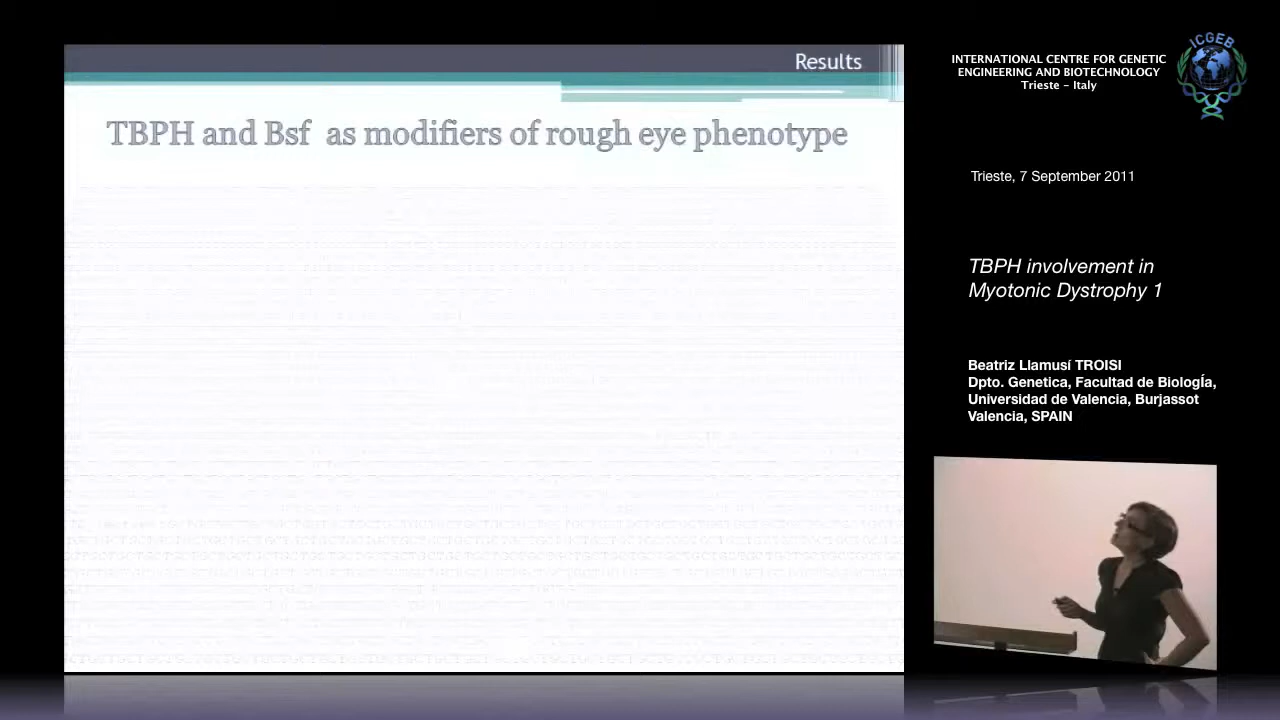 Results
TBPH and Bsf as modifiers of rough eye phenotype
INTERNATIONAL CENTRE FOR GENETIC
ENGINEERING AND BIOTECHNOLOGY
Trieste - Italy
ICGEB
Trieste, 7 September 2011
TBPH involvement in
Myotonic Dystrophy 1
Beatriz Llamusí TROISI
Dpto. Genetica, Facultad de Biología,
Universidad de Valencia, Burjassot
Valencia, SPAIN